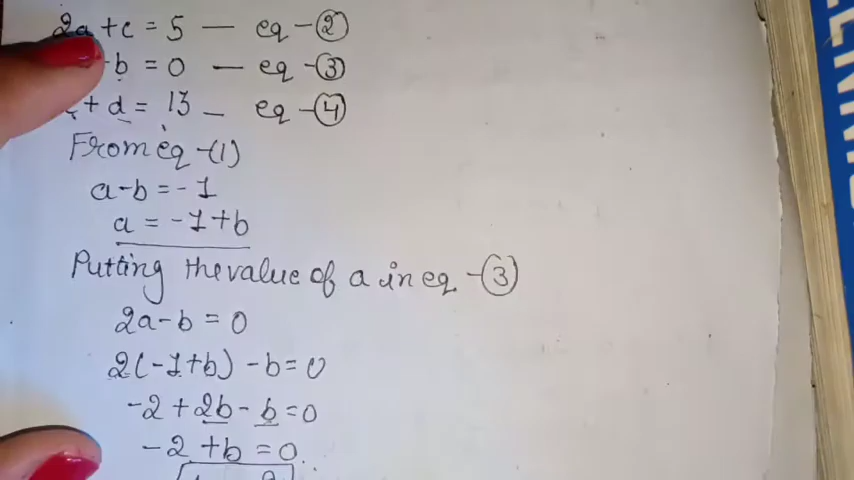 2a + c = 5 — eq - ②
- b = 0 — eq - ③
+ d = 13 — eq - ④
From eq - (1)
a - b = - 1
a = - 1 + b
Putting the value of a in eq - ③
2a - b = 0
2(-1 + b) - b = 0
-2 + 2b - b = 0
-2 + b = 0